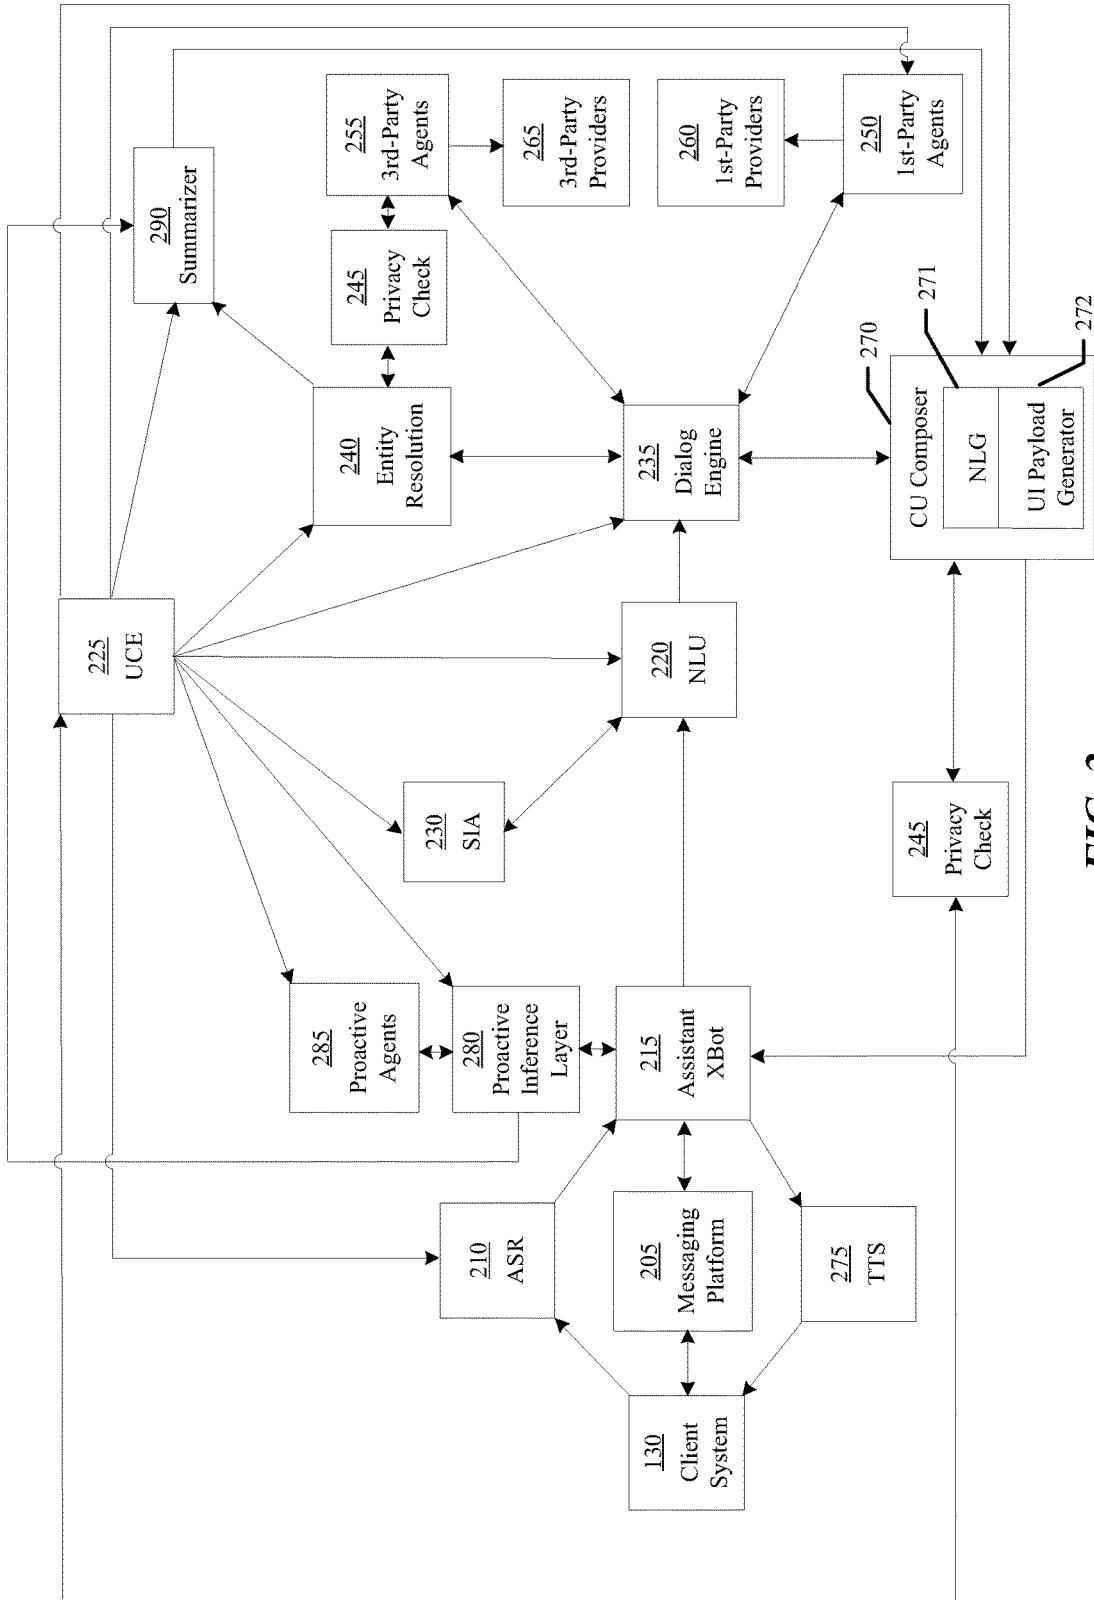 225
UCE
290
Summarizer
285
Proactive
Agents
240
Entity
Resolution
245
Privacy
Check
255
3rd-Party
Agents
230
SIA
210
ASR
280
Proactive
Inference
Layer
265
3rd-Party
Providers
130
Client
System
205
Messaging
Platform
215
Assistant
XBot
220
NLU
235
Dialog
Engine
260
1st-Party
Providers
275
TTS
250
1st-Party
Agents
245
Privacy
Check
270
CU Composer
271
NLG
UI Payload
Generator
272
FIG.